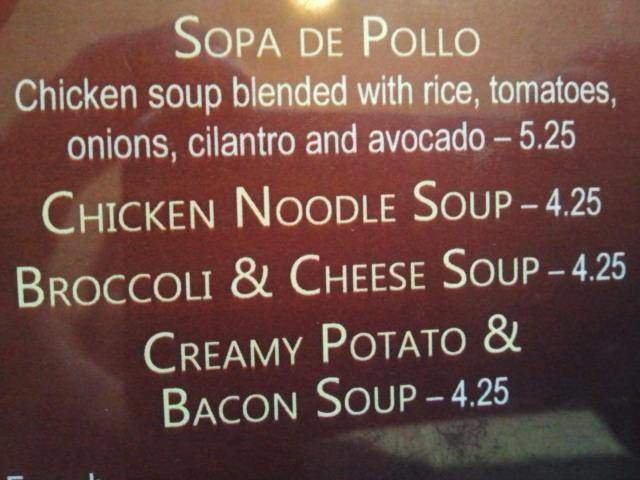 SOPA DE POLLO
Chicken soup blended with rice, tomatoes,
onions, cilantro and avocado – 5.25
CHICKEN NOODLE SOUP – 4.25
BROCCOLI & CHEESE SOUP – 4.25
CREAMY POTATO &
BACON SOUP – 4.25